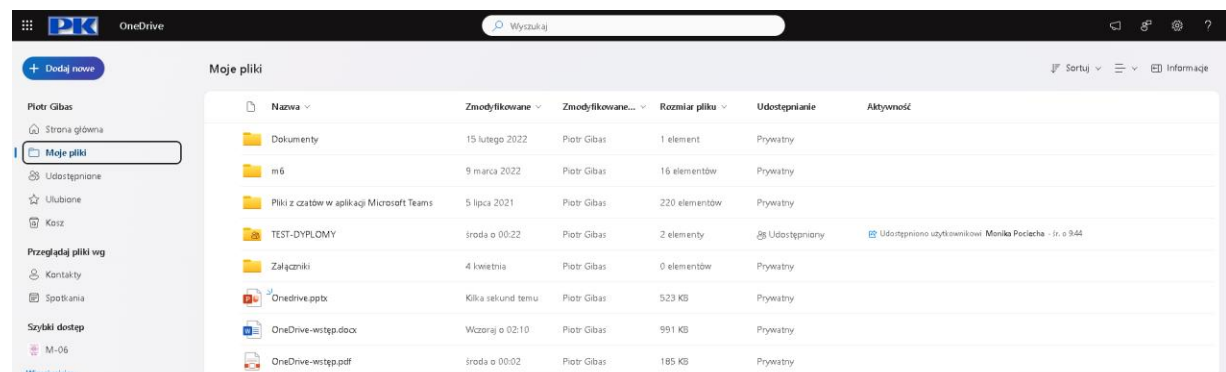 PK OneDrive Wyszukaj ?
+ Dodaj nowe
Moje pliki Sortuj Informacje
Piotr Gibas
Strona główna
Moje pliki
Udostępnione
Ulubione
Kosz
Przeglądaj pliki wg
Kontakty
Spotkania
Szybki dostęp
M-06
Nazwa Zmodyfikowane Zmodyfikowane... Rozmiar pliku Udostępnianie Aktywność
Dokumenty 15 lutego 2022 Piotr Gibas 1 element Prywatny
m6 9 marca 2022 Piotr Gibas 16 elementów Prywatny
Pliki z czatów w aplikacji Microsoft Teams 5 lipca 2021 Piotr Gibas 220 elementów Prywatny
TEST-DYPLOMY środa o 00:22 Piotr Gibas 2 elementy Udostępniony Udostępniono użytkownikowi Monika Pociecha - śr. o 9:44
Załączniki 4 kwietnia Piotr Gibas 0 elementów Prywatny
Onedrive.pptx Kilka sekund temu Piotr Gibas 523 KB Prywatny
OneDrive-wstęp.docx Wczoraj o 02:10 Piotr Gibas 991 KB Prywatny
OneDrive-wstęp.pdf środa o 00:02 Piotr Gibas 185 KB Prywatny